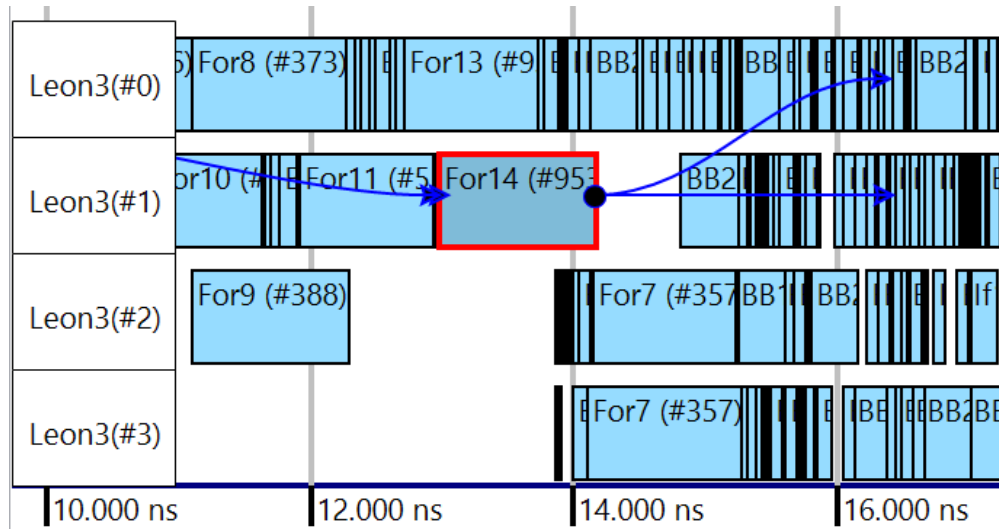 Leon3(#0)
For8 (#373)
For13 (#9
BB2
BB
BB2
Leon3(#1)
or10 (#
For11 (#5
For14 (#953
BB2
Leon3(#2)
For9 (#388)
For7 (#357
BB1
BB2
If
Leon3(#3)
For7 (#357)
BB2
10.000 ns
12.000 ns
14.000 ns
16.000 ns